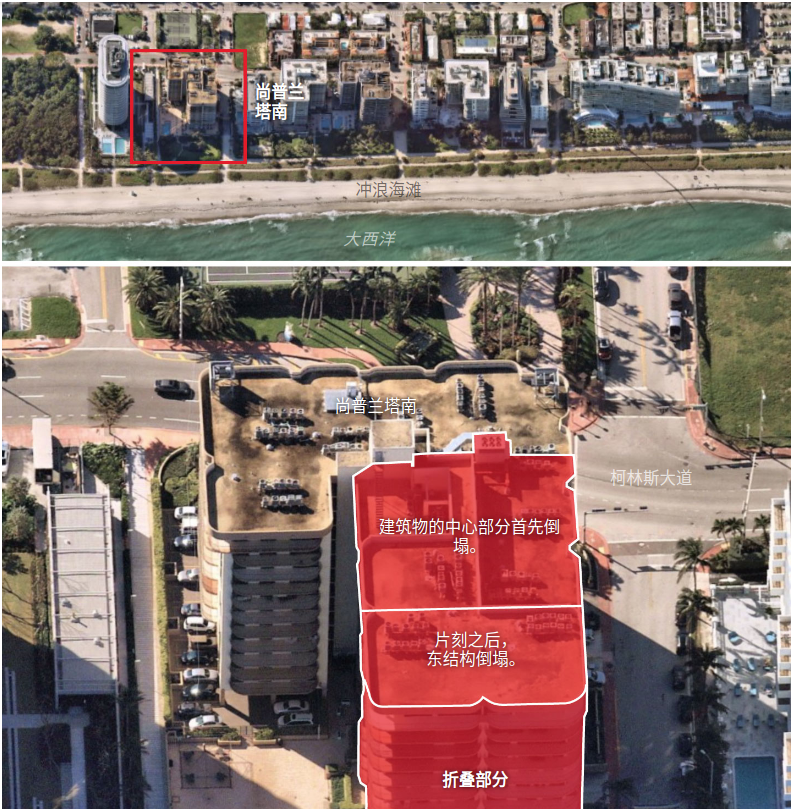 尚普兰
塔南
冲浪海滩
大西洋
尚普兰塔南
柯林斯大道
建筑物的中心部分首先倒
塌。
片刻之后，
东结构倒塌。
折叠部分